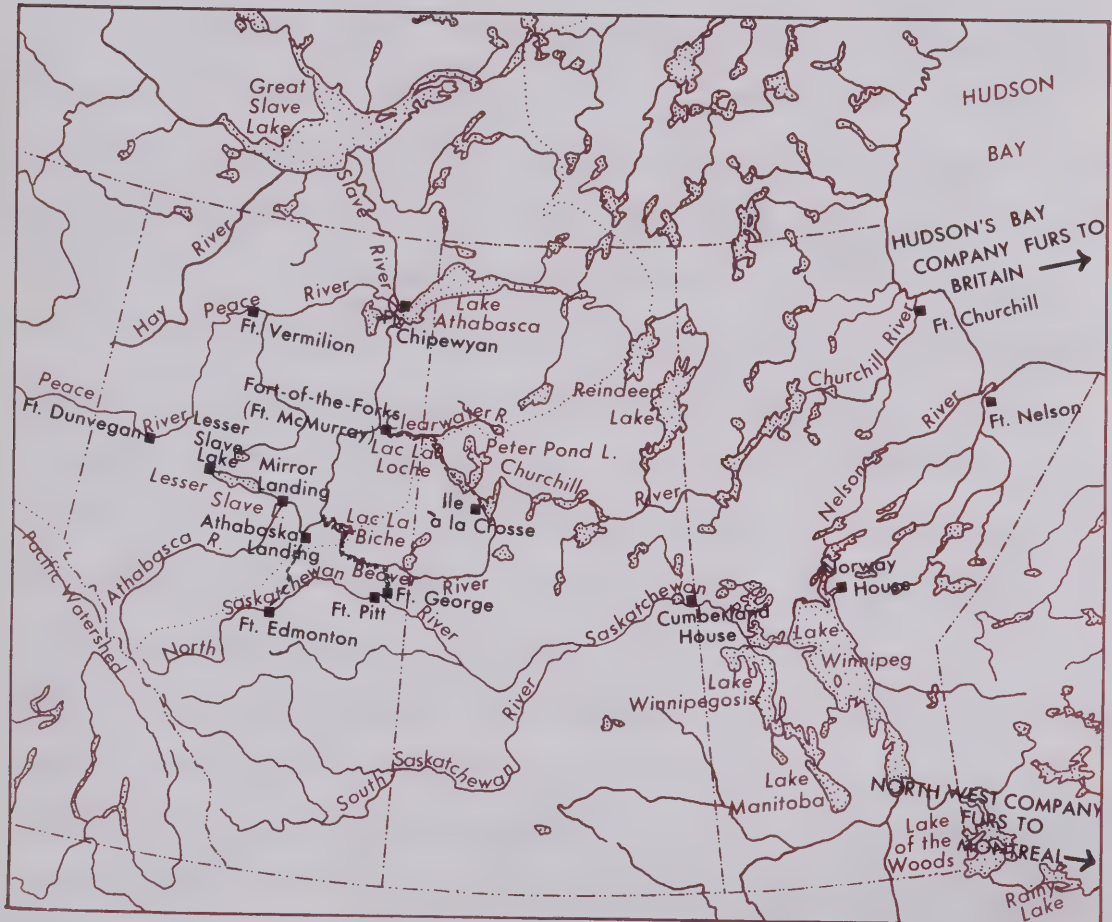 Great
Slave
Lake
HUDSON
BAY
Slave
River
Hay River
HUDSON'S BAY
COMPANY FURS TO
BRITAIN
Peace River
Ft. Vermilion
Lake
Athabasca
Chipewyan
Ft. Churchill
Churchill River
Peace River
Ft. Dunvegan
Fort-of-the-Forks
(Ft. McMurray)
Clearwater R.
Reindeer
Lake
Nelson River
Ft. Nelson
Lesser
Slave
Lake
Mirror
Landing
Lac La
Loche
Peter Pond L.
Churchill River
Lesser Slave
R.
Ile
à la Crosse
Athabaska
Landing
Lac La
Biche
Athabasca
Pacific Watershed
Beaver River
Norway
House
North Saskatchewan River
Ft. George
Ft. Pitt
Ft. Edmonton
Saskatchewan River
Cumberland
House
Lake
Winnipeg
Lake
Winnipegosis
South Saskatchewan
Lake
Manitoba
NORTH WEST COMPANY
FURS TO
MONTREAL
Lake
of the
Woods
Rainy
Lake